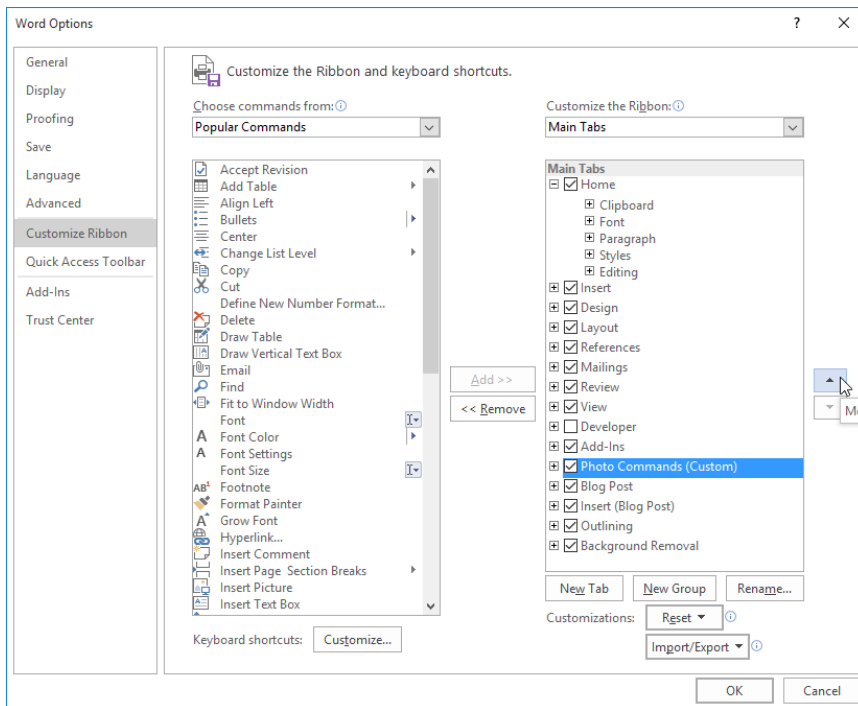 Word Options
?
General
Display
Proofing
Save
Language
Advanced
Customize Ribbon
Quick Access Toolbar
Add-Ins
Trust Center
Customize the Ribbon and keyboard shortcuts.
Choose commands from:
Popular Commands
Accept Revision
Add Table
Align Left
Bullets
Center
Change List Level
Copy
Cut
Define New Number Format...
Delete
Draw Table
Draw Vertical Text Box
Email
Find
Fit to Window Width
Font
Font Color
Font Settings
Font Size
Footnote
Format Painter
Grow Font
Hyperlink...
Insert Comment
Insert Page  Section Breaks
Insert Picture
Insert Text Box
Keyboard shortcuts: Customize...
Add >>
<< Remove
Customize the Ribbon:
Main Tabs
Main Tabs
Home
Clipboard
Font
Paragraph
Styles
Editing
Insert
Design
Layout
References
Mailings
Review
View
Developer
Add-Ins
Photo Commands (Custom)
Blog Post
Insert (Blog Post)
Outlining
Background Removal
New Tab New Group Rename...
Customizations: Reset
Import/Export
OK Cancel